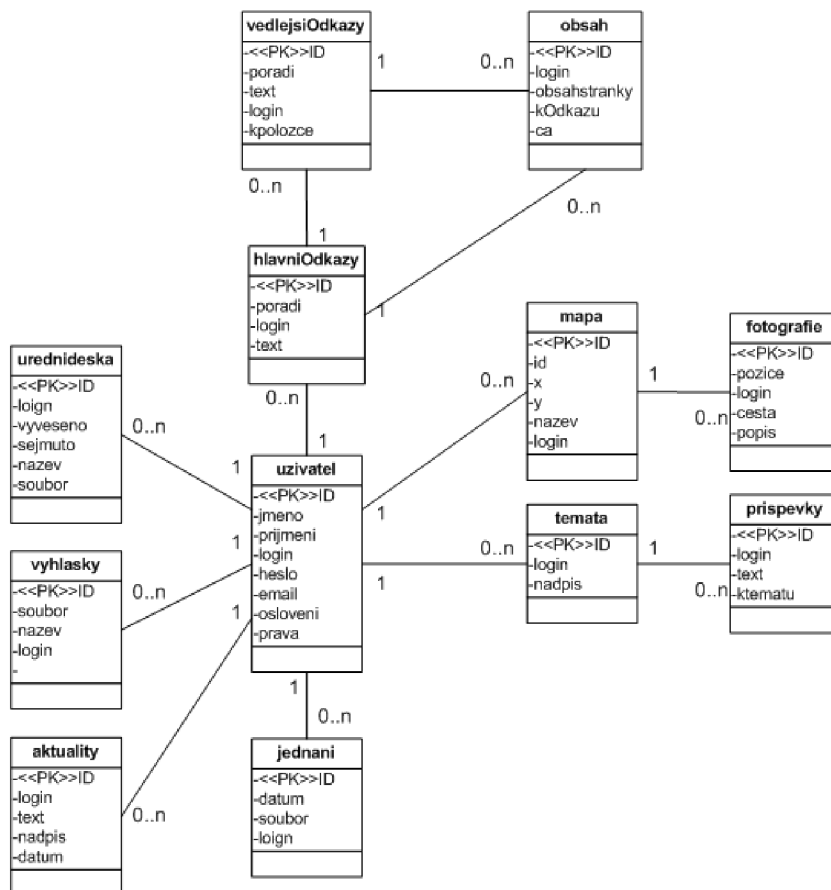 vedlejsiOdkazy
-<<PK>>ID
-poradi
-text
-login
-kpolozce
1
0..n
obsah
-<<PK>>ID
-login
-obsahstranky
-kOdkazu
-ca
0..n
1
0..n
hlavniOdkazy
-<<PK>>ID
-poradi
-login
-text
1
0..n
1
urednideska
-<<PK>>ID
-loign
-vyveseno
-sejmuto
-nazev
-soubor
0..n
1
mapa
-<<PK>>ID
-id
-x
-y
-nazev
-login
0..n
1
1
0..n
fotografie
-<<PK>>ID
-pozice
-login
-cesta
-popis
uzivatel
-<<PK>>ID
-jmeno
-prijmeni
-login
-heslo
-email
-osloveni
-prava
vyhlasky
-<<PK>>ID
-soubor
-nazev
-login
-
0..n
1
temata
-<<PK>>ID
-login
-nadpis
0..n
1
1
0..n
prispevky
-<<PK>>ID
-login
-text
-ktematu
aktuality
-<<PK>>ID
-login
-text
-nadpis
-datum
0..n
1
1
0..n
jednani
-<<PK>>ID
-datum
-soubor
-loign